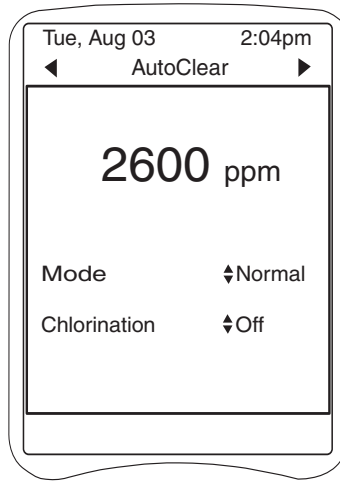 Tue, Aug 03 2:04pm
◀ AutoClear ▶
2600 ppm
Mode ♦Normal
Chlorination ♦Off